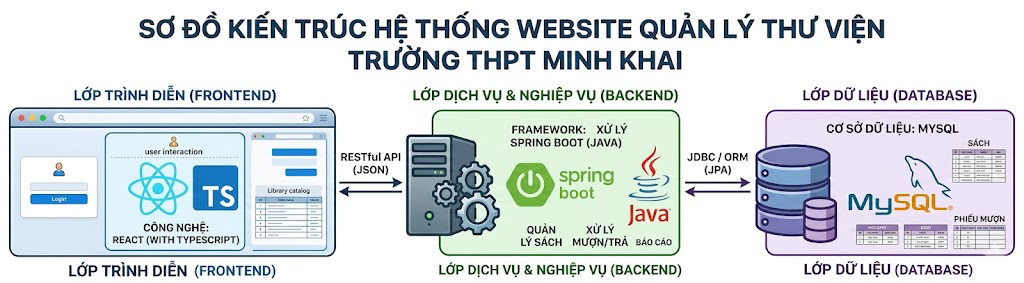 SƠ ĐỒ KIẾN TRÚC HỆ THỐNG WEBSITE QUẢN LÝ THƯ VIỆN
TRƯỜNG THPT MINH KHAI
LỚP TRÌNH DIỄN (FRONTEND)
user interaction
Login
TS
Library catalog
CÔNG NGHỆ:
REACT (WITH TYPESCRIPT)
LỚP TRÌNH DIỄN (FRONTEND)
RESTful API
(JSON)
LỚP DỊCH VỤ & NGHIỆP VỤ (BACKEND)
FRAMEWORK: XỬ LÝ
SPRING BOOT (JAVA)
spring
boot
Java
QUẢN
LÝ SÁCH
XỬ LÝ
MƯỢN/TRẢ
BÁO CÁO
LỚP DỊCH VỤ & NGHIỆP VỤ (BACKEND)
JDBC / ORM
(JPA)
LỚP DỮ LIỆU (DATABASE)
CƠ SỞ DỮ LIỆU: MYSQL
SÁCH
MySQL®
PHIẾU MƯỢN
LỚP DỮ LIỆU (DATABASE)